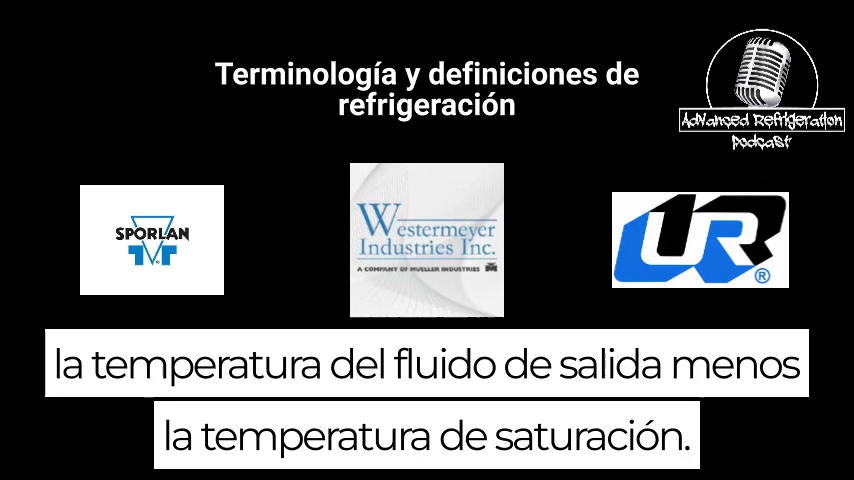 Terminología y definiciones de
refrigeración
Advanced Refrigeration
podcast
SPORLAN
Westermeyer
Industries Inc.
A COMPANY OF MUELLER INDUSTRIES
UR
®
la temperatura del fluido de salida menos
la temperatura de saturación.